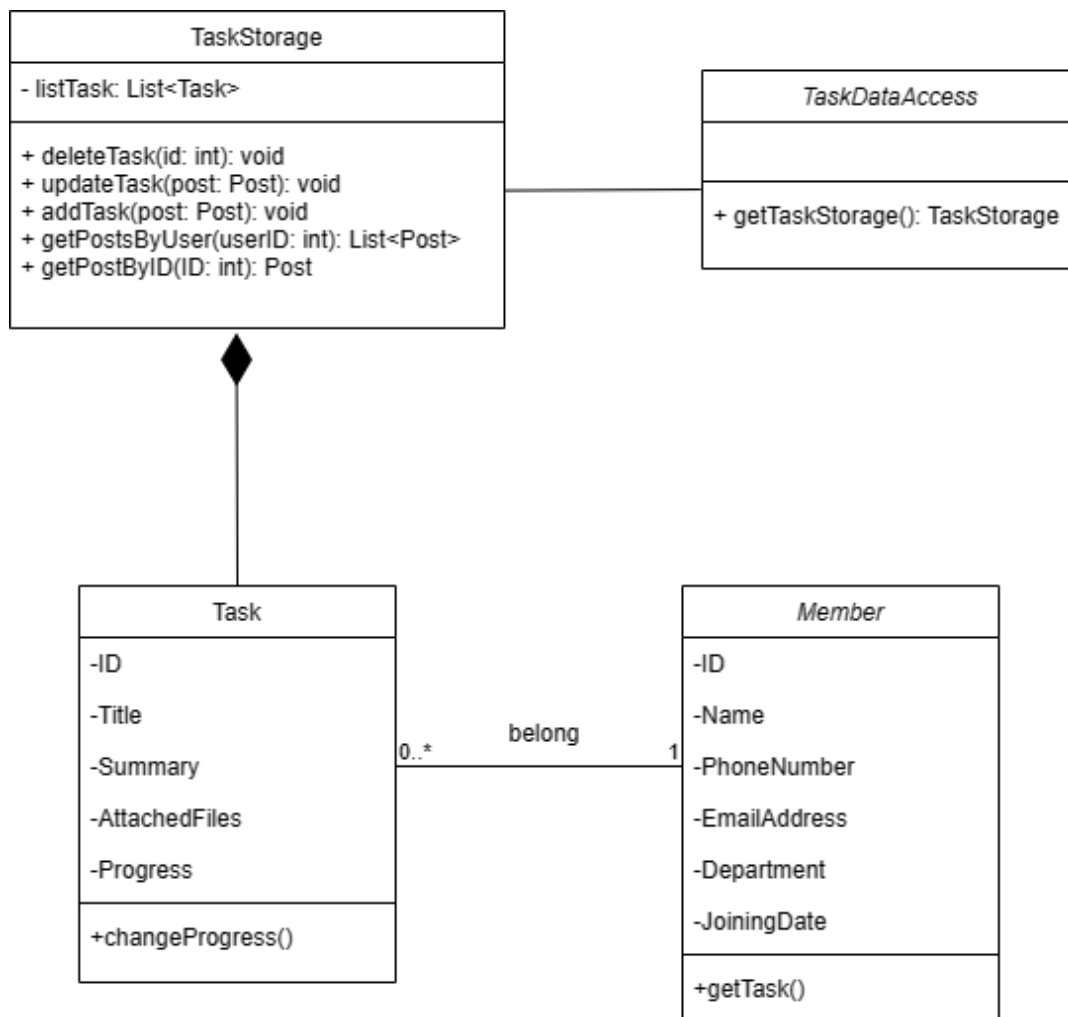 TaskStorage
- listTask: List<Task>
+ deleteTask(id: int): void
+ updateTask(post: Post): void
+ addTask(post: Post): void
+ getPostsByUser(userID: int): List<Post>
+ getPostByID(ID: int): Post
TaskDataAccess
+ getTaskStorage(): TaskStorage
Task
-ID
-Title
-Summary
-AttachedFiles
-Progress
+changeProgress()
0..*
belong
1
Member
-ID
-Name
-PhoneNumber
-EmailAddress
-Department
-JoiningDate
+getTask()